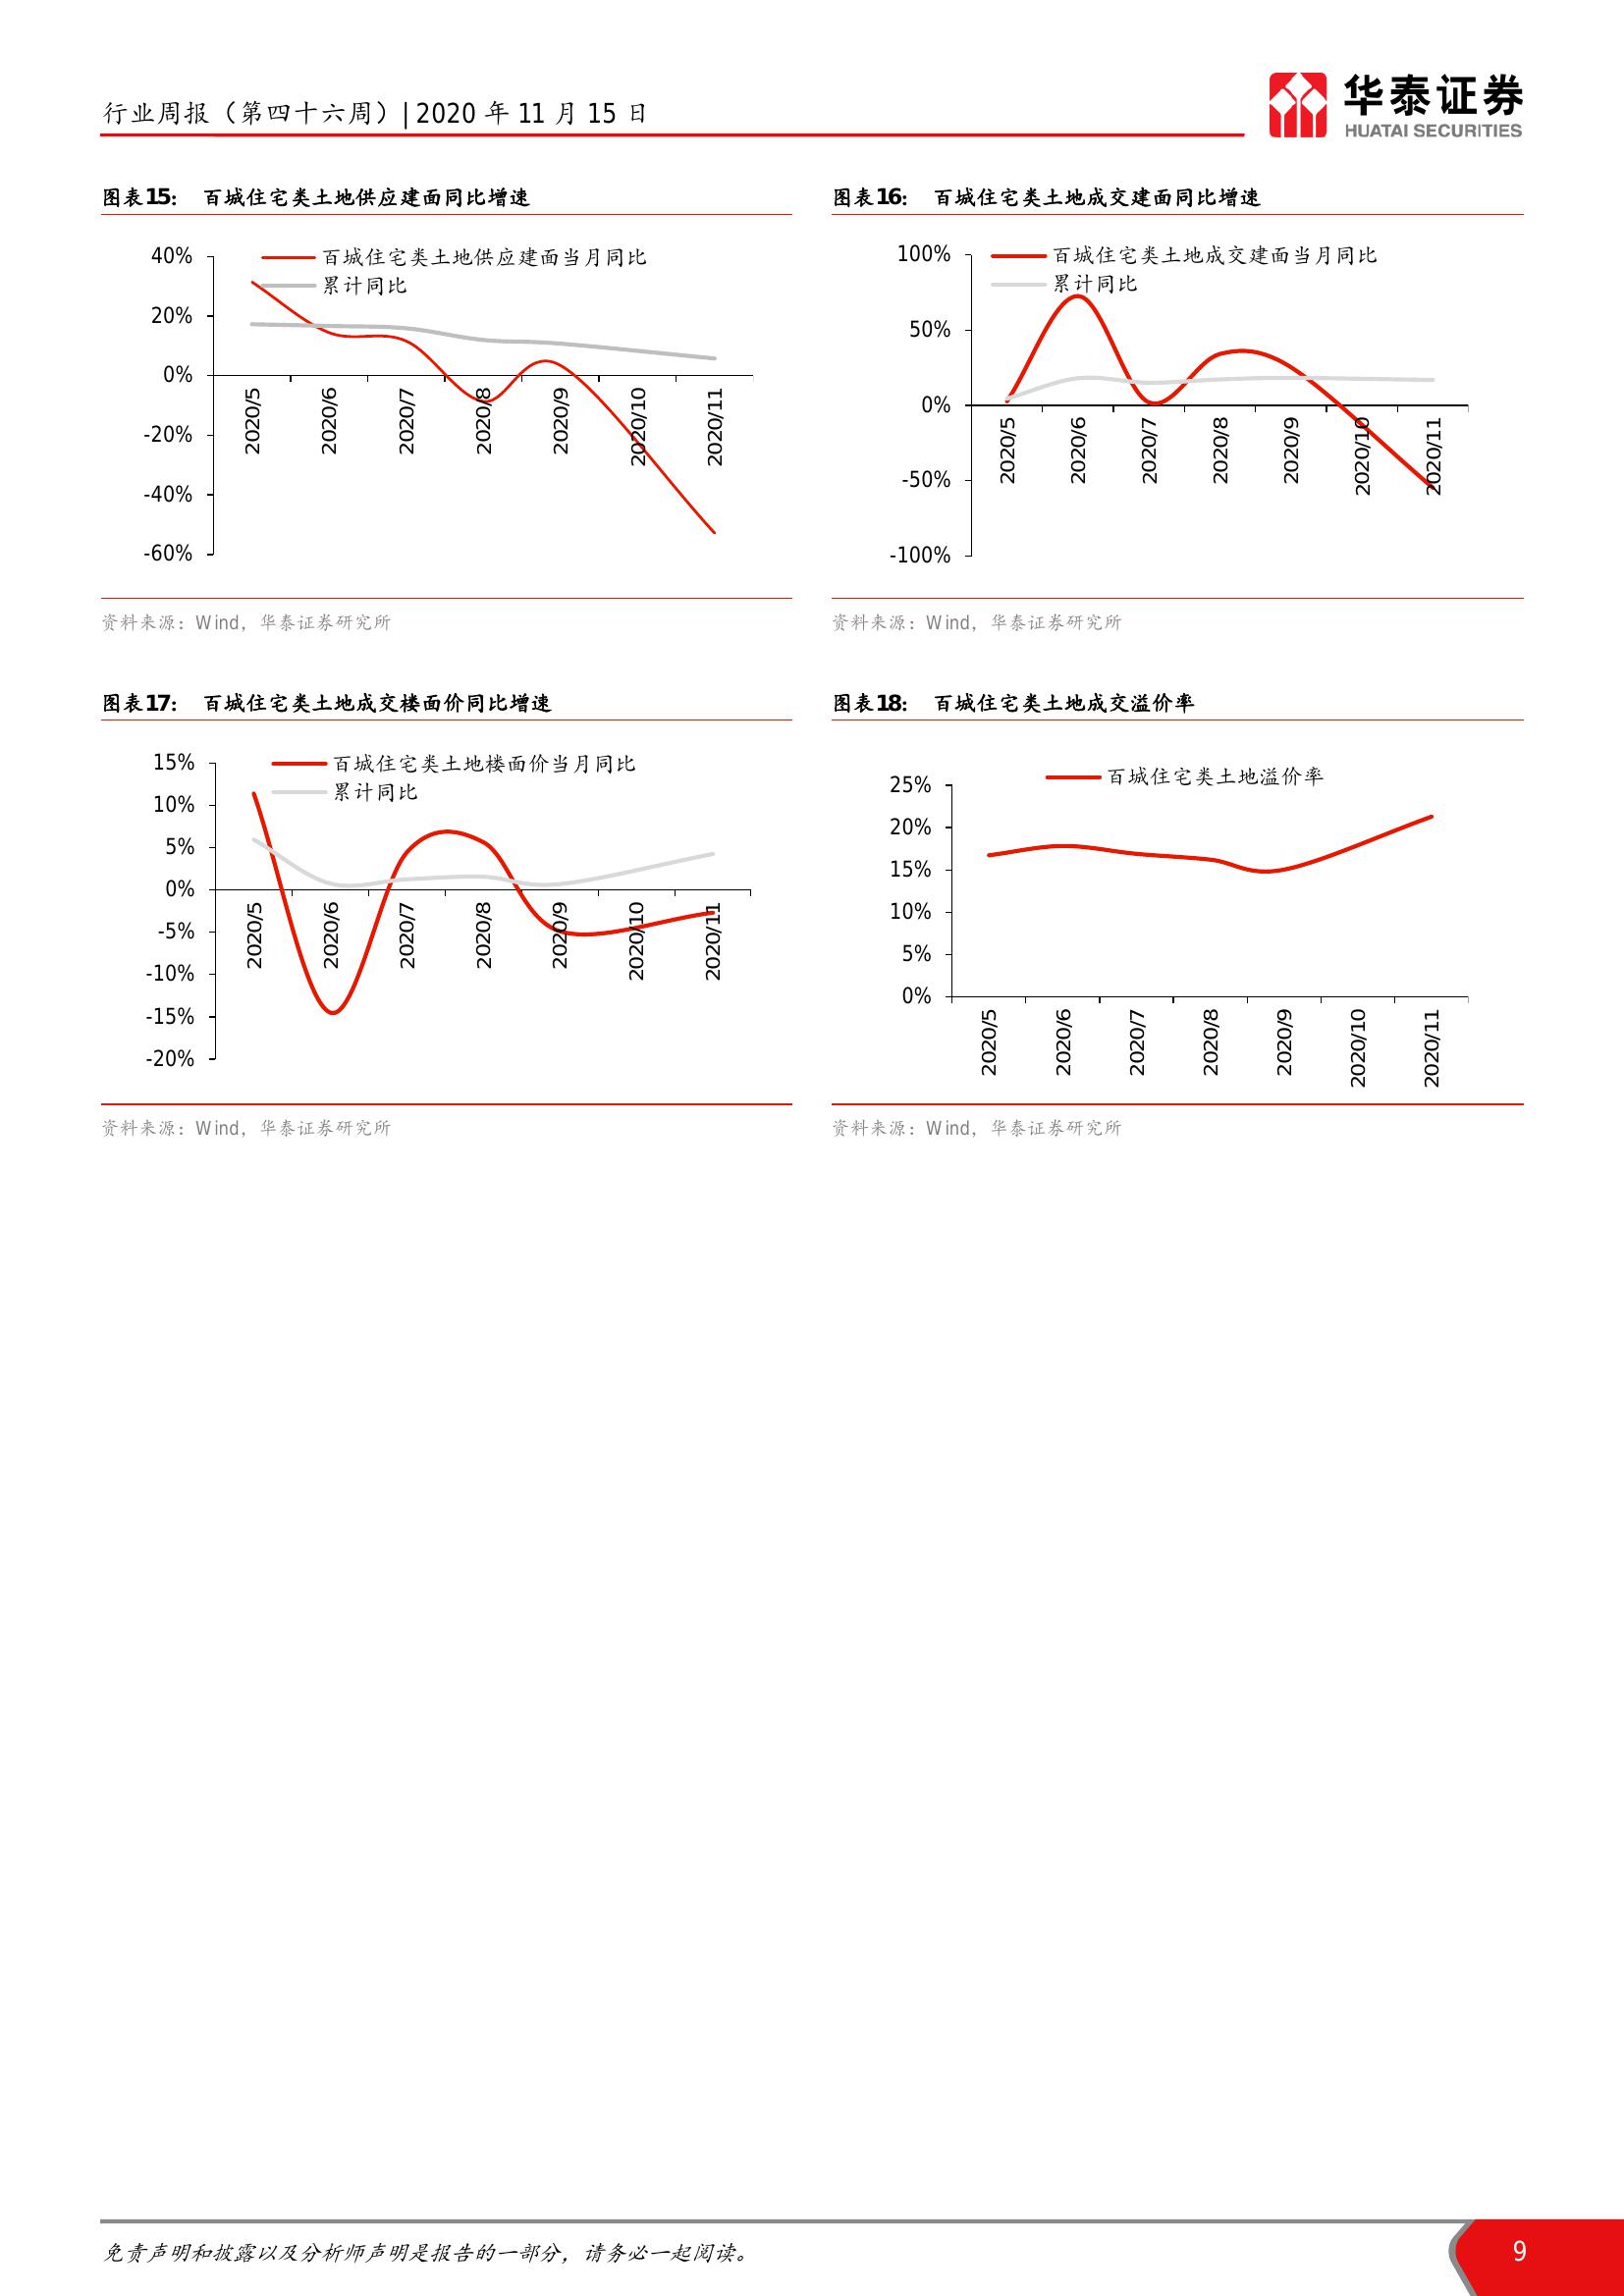 行业周报（第四十六周）| 2020 年 11 月 15 日
华泰证券
HUATAI SECURITIES
图表15： 百城住宅类土地供应建面同比增速
40%
20%
0%
-20%
-40%
-60%
百城住宅类土地供应建面当月同比
累计同比
2020/5
2020/6
2020/7
2020/8
2020/9
2020/10
2020/11
资料来源：Wind，华泰证券研究所
图表16： 百城住宅类土地成交建面同比增速
100%
50%
0%
-50%
-100%
百城住宅类土地成交建面当月同比
累计同比
2020/5
2020/6
2020/7
2020/8
2020/9
2020/10
2020/11
资料来源：Wind，华泰证券研究所
图表17： 百城住宅类土地成交楼面价同比增速
15%
10%
5%
0%
-5%
-10%
-15%
-20%
百城住宅类土地楼面价当月同比
累计同比
2020/5
2020/6
2020/7
2020/8
2020/9
2020/10
2020/11
资料来源：Wind，华泰证券研究所
图表18： 百城住宅类土地成交溢价率
25%
20%
15%
10%
5%
0%
百城住宅类土地溢价率
2020/5
2020/6
2020/7
2020/8
2020/9
2020/10
2020/11
资料来源：Wind，华泰证券研究所
免责声明和披露以及分析师声明是报告的一部分，请务必一起阅读。
9